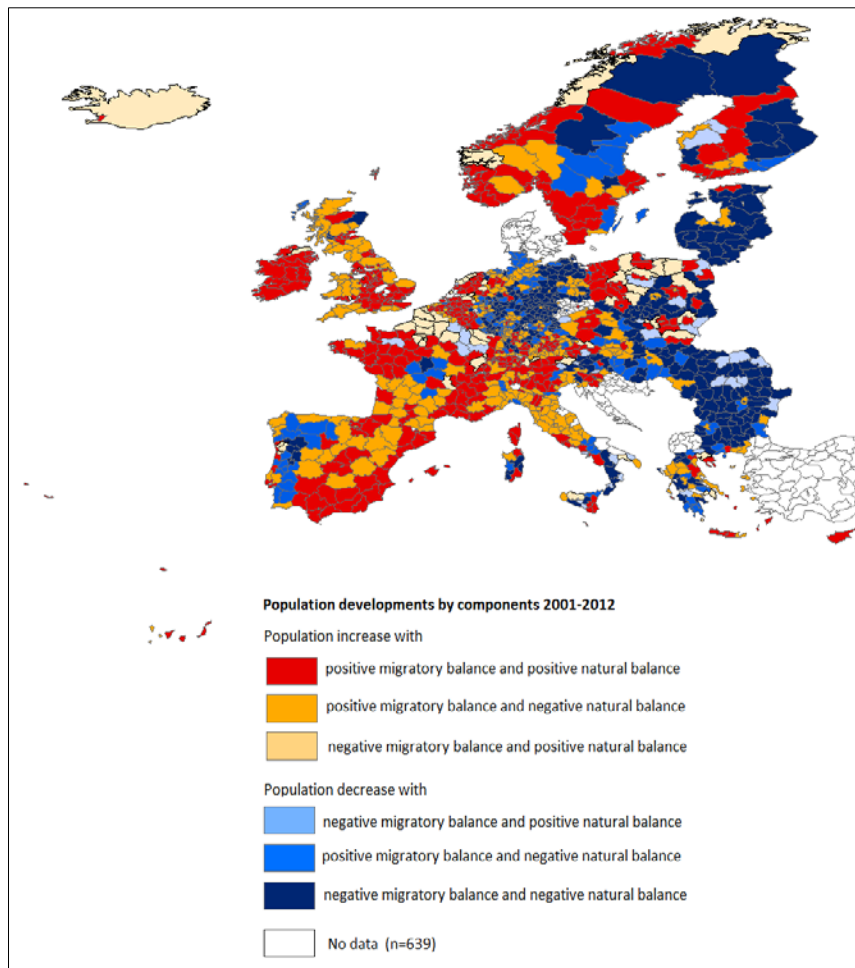 Population developments by components 2001-2012
Population increase with
positive migratory balance and positive natural balance
positive migratory balance and negative natural balance
negative migratory balance and positive natural balance
Population decrease with
negative migratory balance and positive natural balance
positive migratory balance and negative natural balance
negative migratory balance and negative natural balance
No data (n=639)